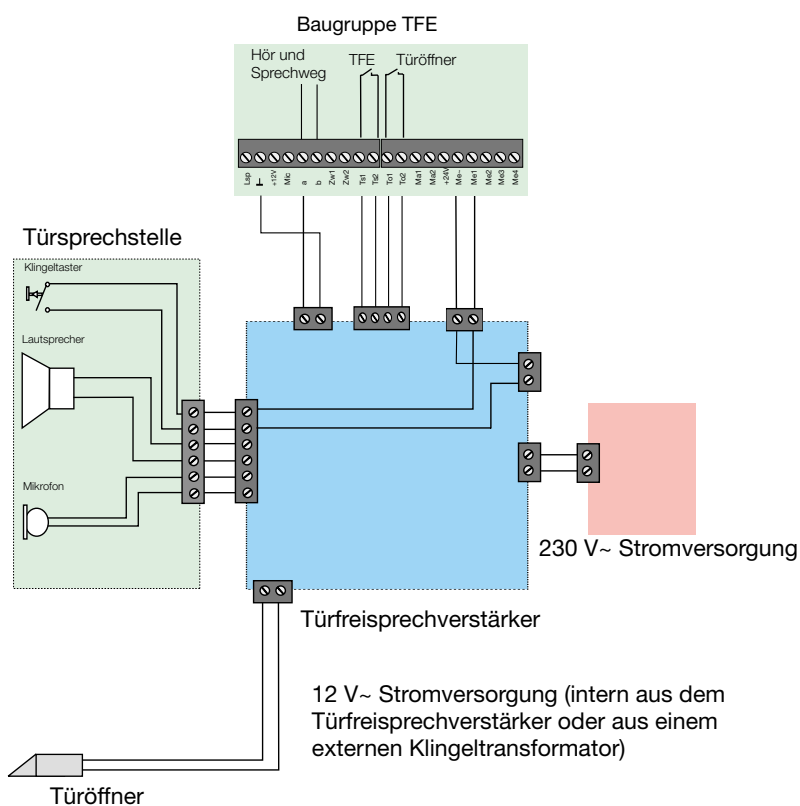 Baugruppe TFE
Hör und
Sprechweg
TFE
Türöffner
Lsp
+12V
Mic
a
b
Zw1
Zw2
Ts1
Ts2
To1
To2
Ma1
Ma2
+24V
Me~
Me1
Me2
Me3
Me4
Türsprechstelle
Klingeltaster
Lautsprecher
Mikrofon
230 V~ Stromversorgung
Türfreisprechverstärker
12 V~ Stromversorgung (intern aus dem
Türfreisprechverstärker oder aus einem
externen Klingeltransformator)
Türöffner